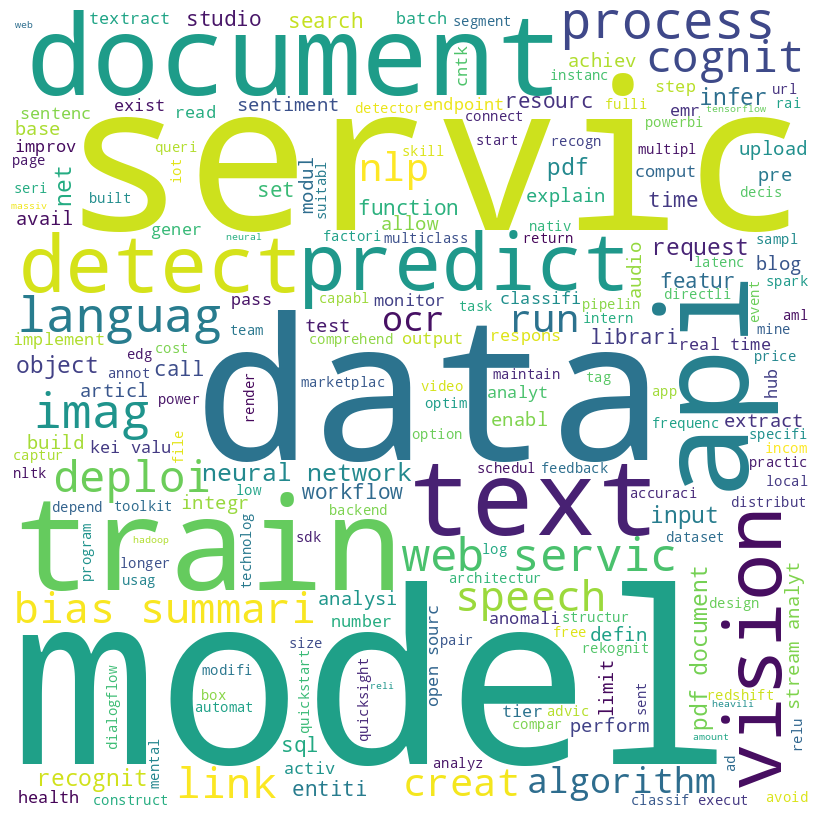 web
textract
studio
search
batch
segment
process
document
cntk
achiev
cognit
instanc
step
url
sentenc
exist
read
sentiment
detector
endpoint
resourc
fulli
emr
infer
rai
tensorflow
base
connect
powerbi
servic
improv
queri
start
recogn
multipl
upload
page
iot
skill
nlp
pdf
comput
decis
modul
suitabl
seri
net
built
set
function
explain
time
pre
massiv
avail
allow
nativ
gener
neural
factori
multiclass
return
audio
request
sampl
detect
predict
latenc
blog
featur
spark
directli
event
pass
capabl
monitor
task
classifi
pipelin
languag
test
ocr
run
intern
aml
implement
team
comprehend
output
respons
librari
real time
mine
edg
cost
object
annot
call
render
marketplac
video
maintain
tag
price
hub
articl
power
data
analyt
app
api
imag
optim
enabl
frequenc
extract
specifi
build
kei valu
file
option
incom
captur
nltk
deploi
neural network
schedul
feedback
practic
accuraci
local
workflow
text
distribut
depend
toolkit
integr
low
backend
input
dataset
train
program
sdk
longer
usag
technolog
hadoop
web servic
log
vision
architectur
bias summari
analysi
speech
structur
design
number
open sourc
pair
anomali
free
defin
rekognit
pdf document
stream analyt
model
size
modifi
quickstart
quicksight
dialogflow
box
reli
automat
sent
limit
redshift
heavili
tier
advic
perform
compar
amount
relu
sql
mental
recognit
link
activ
analyz
creat
algorithm
ad
health
construct
entiti
classif
execut
avoid